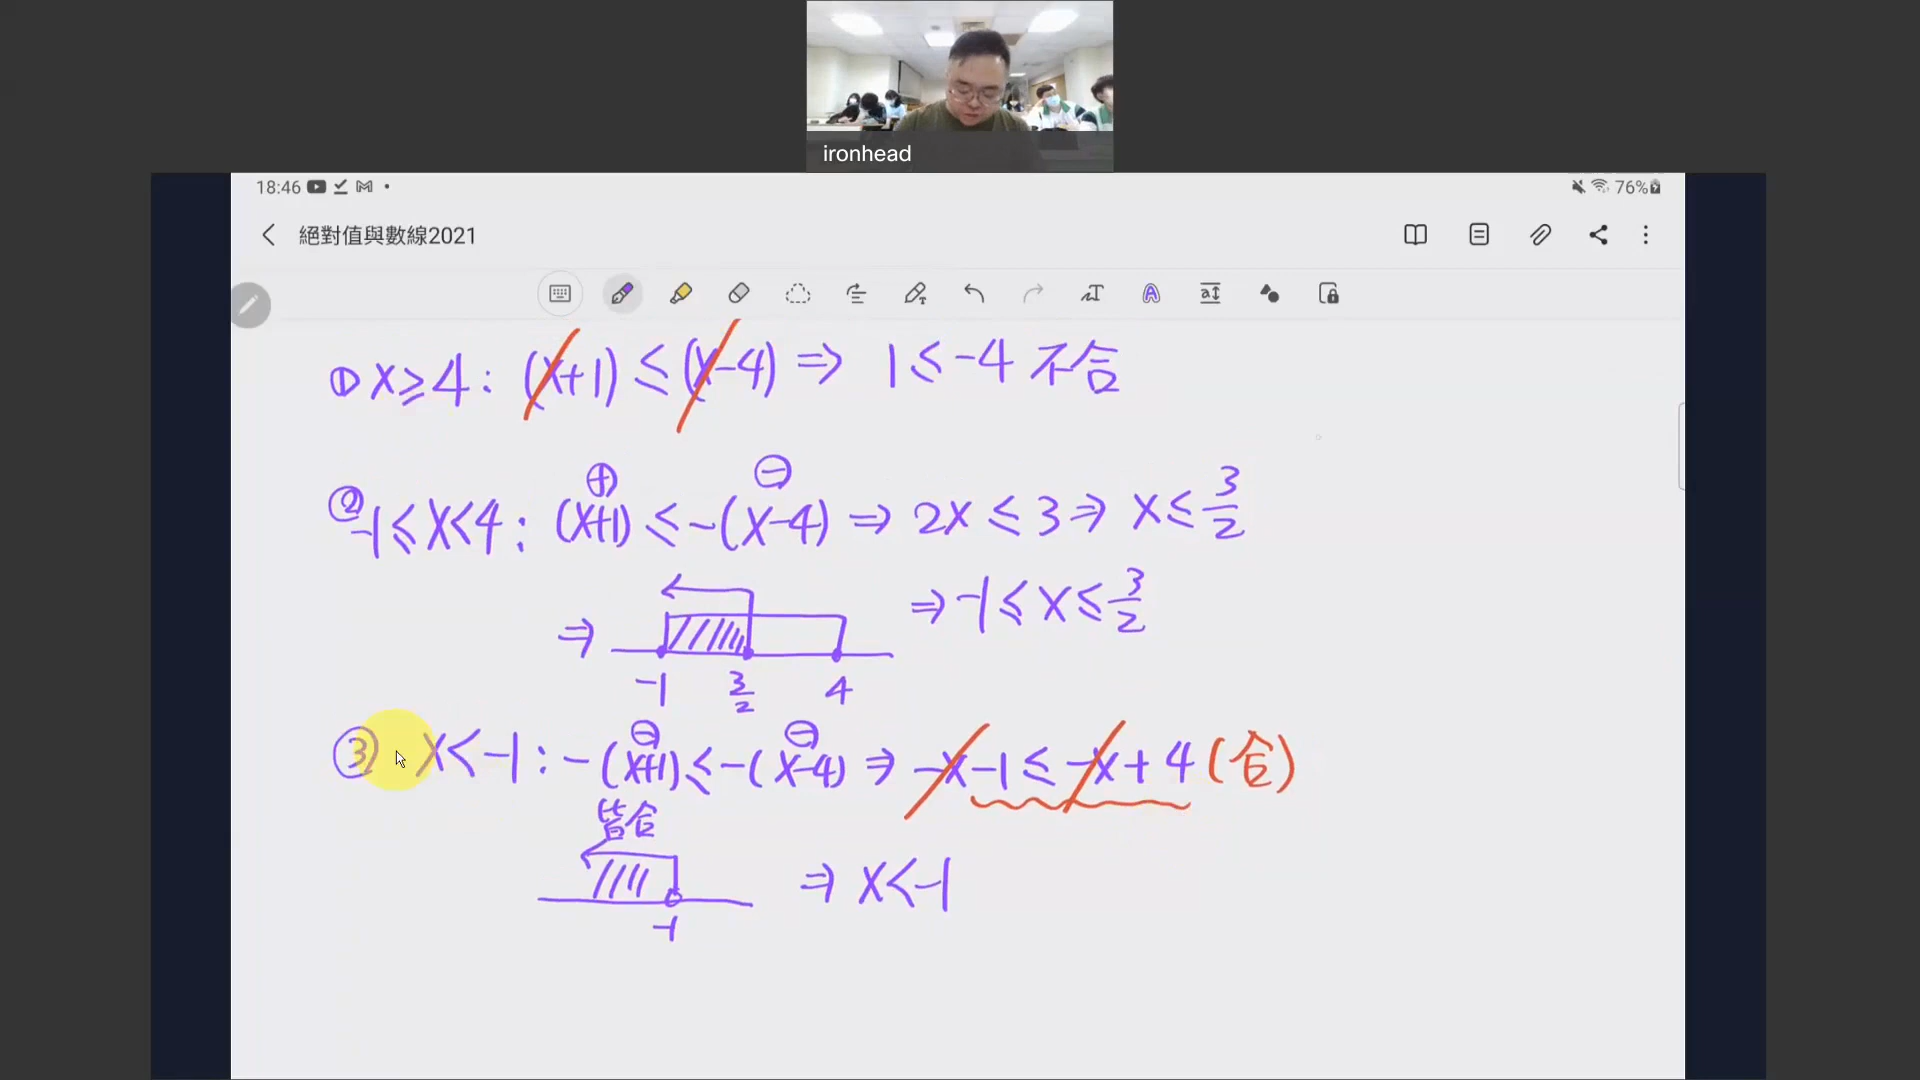 ironhead
18:46
76%
絕對值與數線2021
① x ≥ 4 : (x+1) ≤ (x-4) ⇒ 1 ≤ -4 不合
② -1 ≤ x < 4 : (x+1) ≤ -(x-4) ⇒ 2x ≤ 3 ⇒ x ≤ 3/2
⊕ ⊖
⇒ -1 ≤ x ≤ 3/2
-1 3/2 4
③ x < -1 : -(x+1) ≤ -(x-4) ⇒ -x-1 ≤ -x+4 (合)
⊖ ⊖
皆合
⇒ x < -1
-1